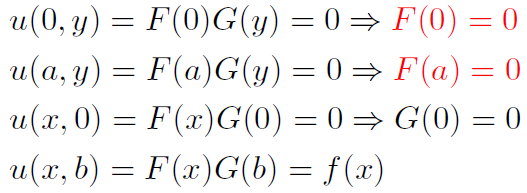 u(0, y) = F(0)G(y) = 0 ⇒ F(0) = 0
u(a, y) = F(a)G(y) = 0 ⇒ F(a) = 0
u(x, 0) = F(x)G(0) = 0 ⇒ G(0) = 0
u(x, b) = F(x)G(b) = f(x)